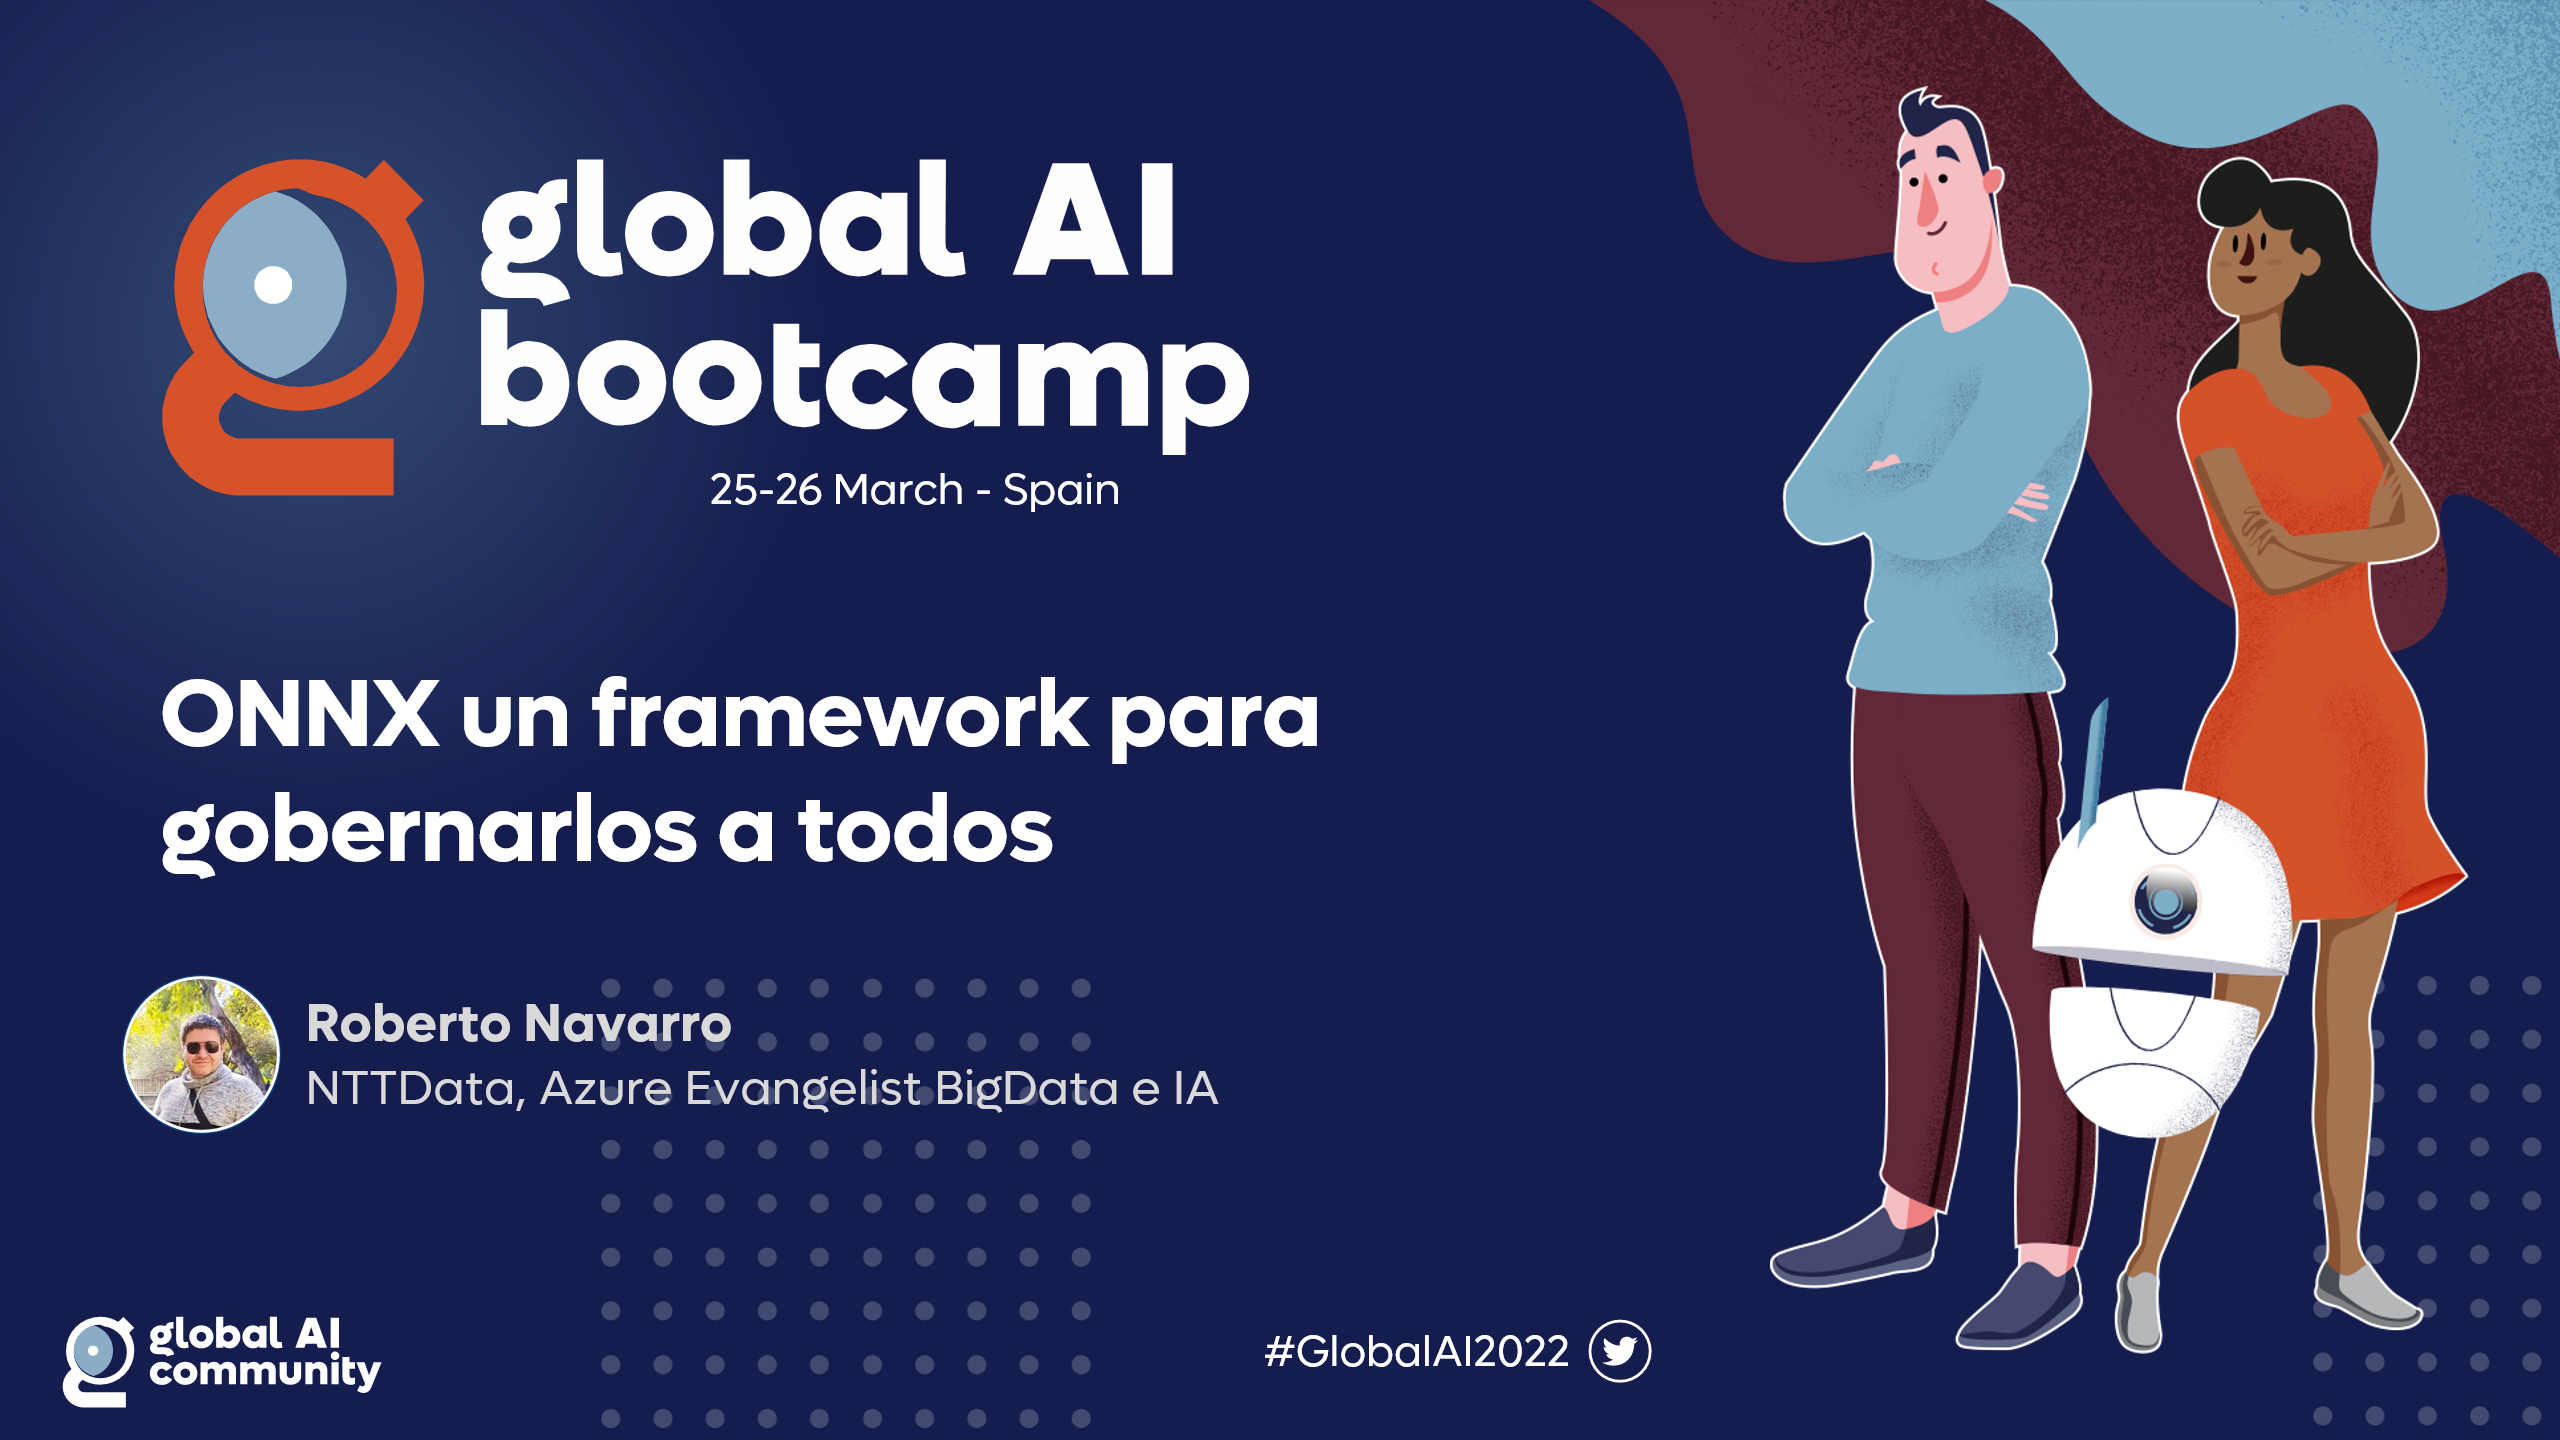 global AI
bootcamp
25-26 March - Spain
ONNX un framework para
gobernarlos a todos
Roberto Navarro
NTTData, Azure Evangelist BigData e IA
global AI
community
#GlobalAI2022